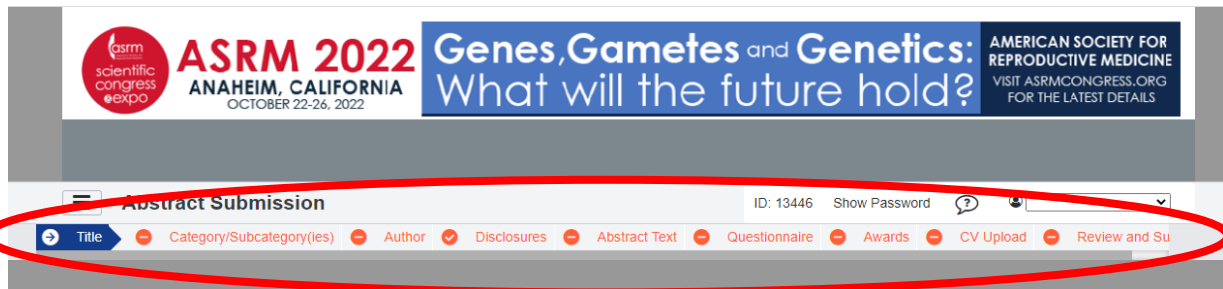 asrm
scientific
congress
&expo
ASRM 2022
ANAHEIM, CALIFORNIA
OCTOBER 22-26, 2022
Genes,Gametes and Genetics:
What will the future hold?
AMERICAN SOCIETY FOR
REPRODUCTIVE MEDICINE
VISIT ASRMCONGRESS.ORG
FOR THE LATEST DETAILS
Abstract Submission
ID: 13446 Show Password ?
Title Category/Subcategory(ies) Author Disclosures Abstract Text Questionnaire Awards CV Upload Review and Su